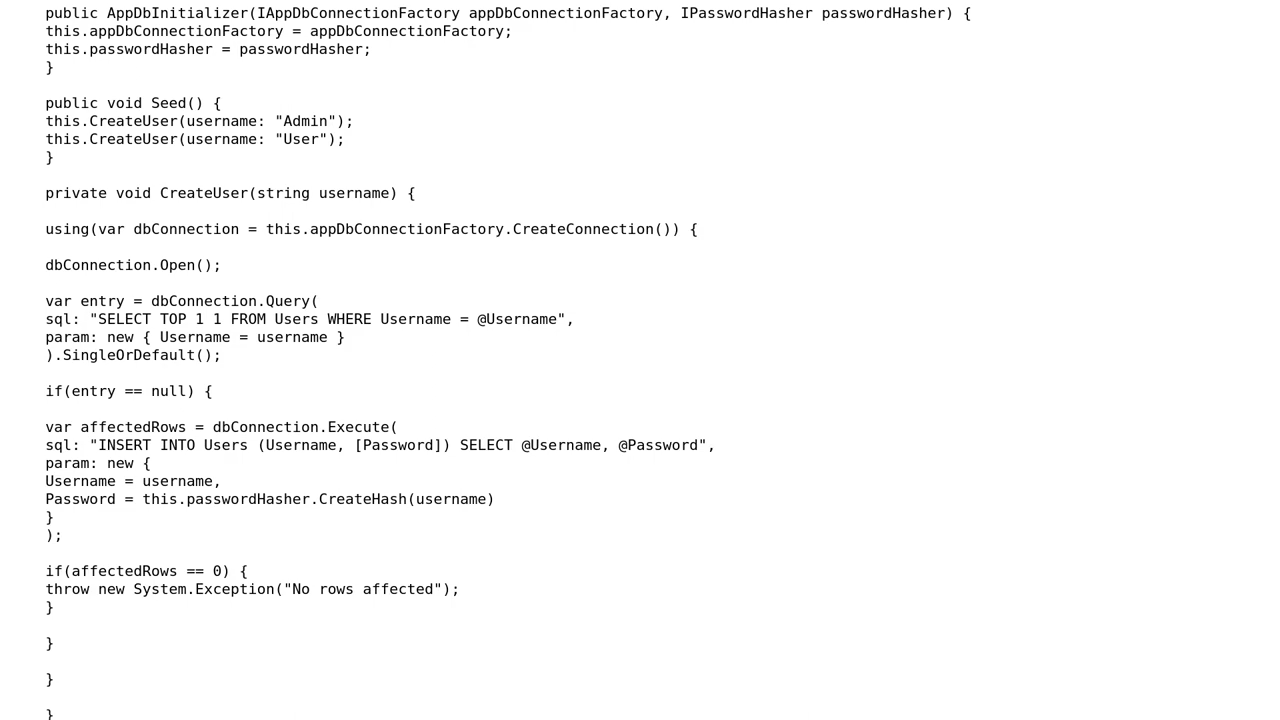 public AppDbInitializer(IAppDbConnectionFactory appDbConnectionFactory, IPasswordHasher passwordHasher) {
this.appDbConnectionFactory = appDbConnectionFactory;
this.passwordHasher = passwordHasher;
}
public void Seed() {
this.CreateUser(username: "Admin");
this.CreateUser(username: "User");
}
private void CreateUser(string username) {
using(var dbConnection = this.appDbConnectionFactory.CreateConnection()) {
dbConnection.Open();
var entry = dbConnection.Query(
sql: "SELECT TOP 1 1 FROM Users WHERE Username = @Username",
param: new { Username = username }
).SingleOrDefault();
if(entry == null) {
var affectedRows = dbConnection.Execute(
sql: "INSERT INTO Users (Username, [Password]) SELECT @Username, @Password",
param: new {
Username = username,
Password = this.passwordHasher.CreateHash(username)
}
);
if(affectedRows == 0) {
throw new System.Exception("No rows affected");
}
}
}
}